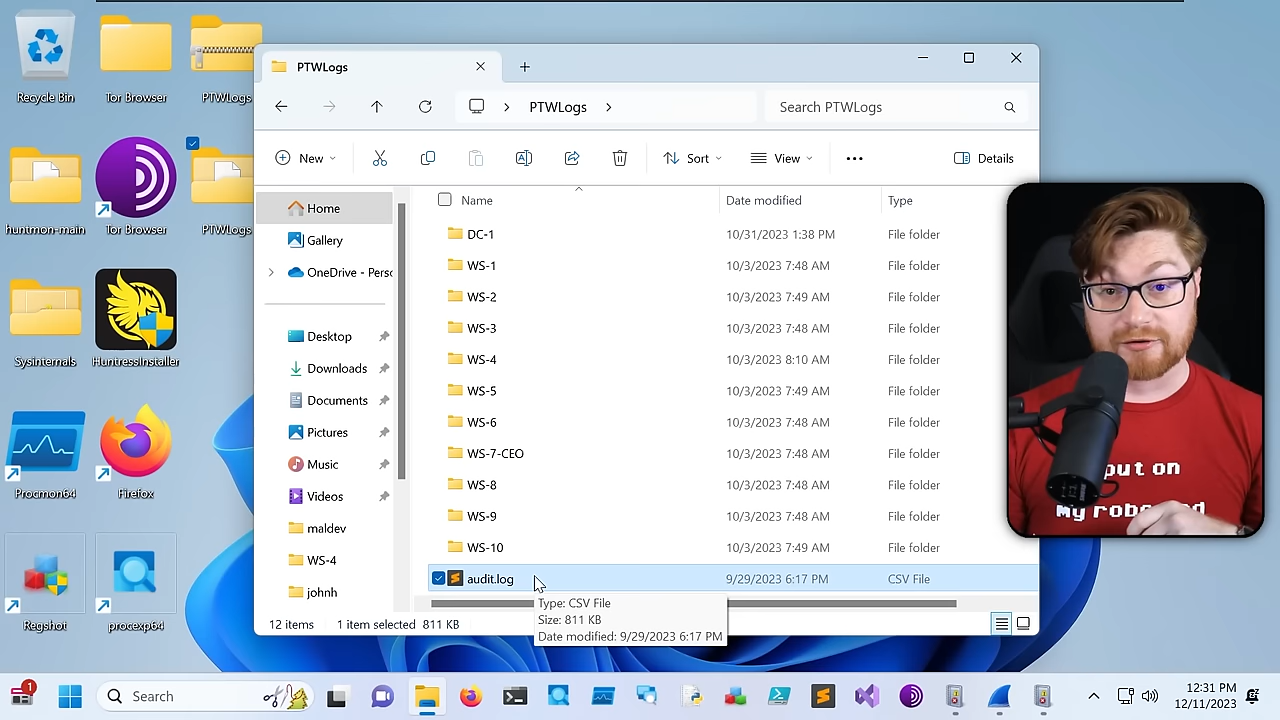 PTWLogs
PTWLogs
Search PTWLogs
New
Sort
View
Details
Name
Date modified
Type
Home
Gallery
OneDrive - Persc
Desktop
Downloads
Documents
Pictures
Music
Videos
maldev
WS-4
johnh
DC-1 10/31/2023 1:38 PM File folder
WS-1 10/3/2023 7:48 AM File folder
WS-2 10/3/2023 7:49 AM File folder
WS-3 10/3/2023 7:48 AM File folder
WS-4 10/3/2023 8:10 AM File folder
WS-5 10/3/2023 7:49 AM File folder
WS-6 10/3/2023 7:48 AM File folder
WS-7-CEO 10/3/2023 7:48 AM File folder
WS-8 10/3/2023 7:48 AM File folder
WS-9 10/3/2023 7:48 AM File folder
WS-10 10/3/2023 7:49 AM File folder
audit.log 9/29/2023 6:17 PM CSV File
Type: CSV File
Size: 811 KB
Date modified: 9/29/2023 6:17 PM
12 items 1 item selected 811 KB
Recycle Bin
Tor Browser
PTWLogs
huntmon-main
Tor Browser
PTWLogs
Sysinternals
HuntressInstaller
Procmon64
Firefox
Regshot
procexp64
put on
my rob
1
Search
12:31 PM
12/11/2023